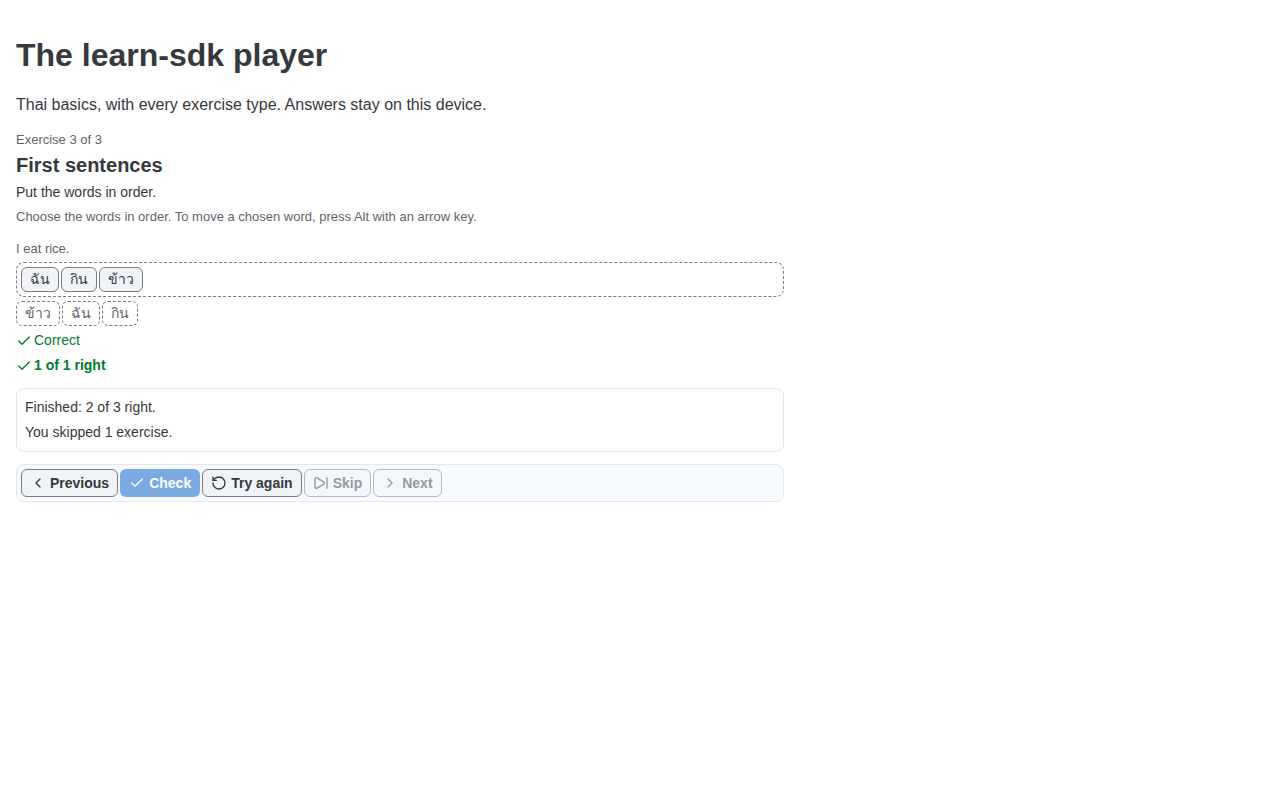 The learn-sdk player
Thai basics, with every exercise type. Answers stay on this device.
Exercise 3 of 3
First sentences
Put the words in order.
Choose the words in order. To move a chosen word, press Alt with an arrow key.
I eat rice.
ฉัน กิน ข้าว
ข้าว ฉัน กิน
Correct
1 of 1 right
Finished: 2 of 3 right.
You skipped 1 exercise.
Previous Check Try again Skip Next